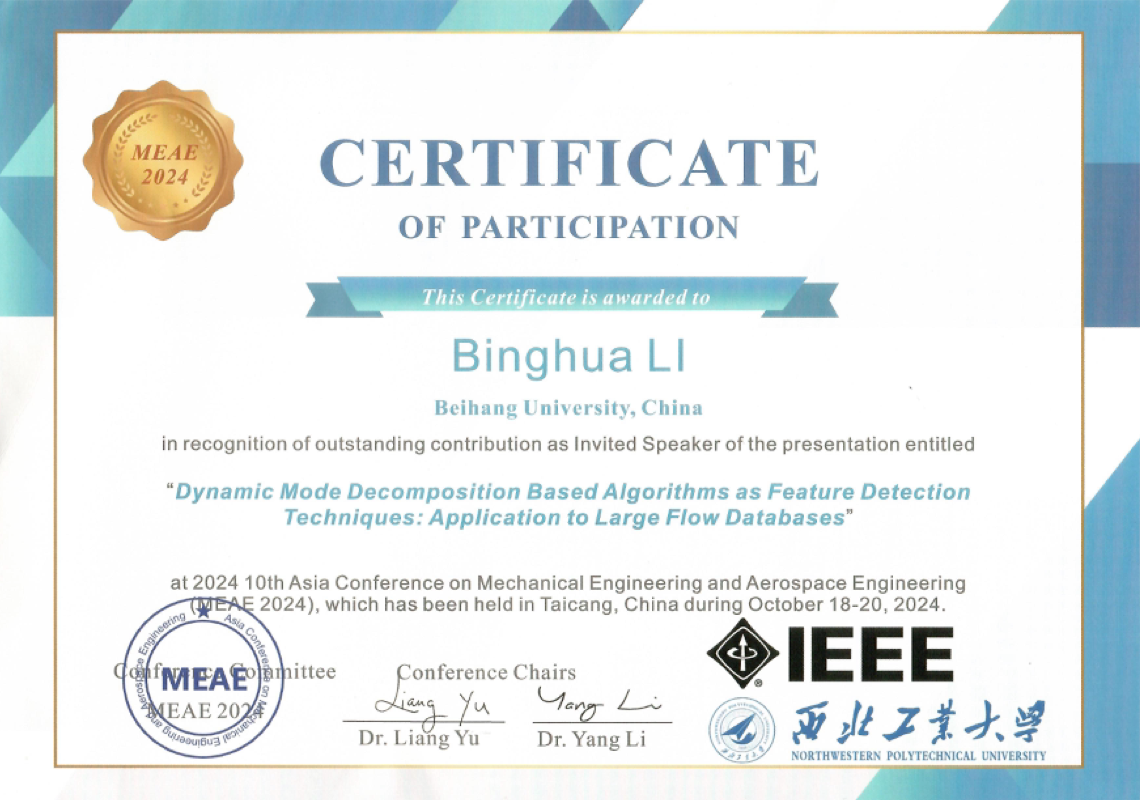 MEAE
2024
CERTIFICATE
OF PARTICIPATION
This Certificate is awarded to
Binghua LI
Beihang University, China
in recognition of outstanding contribution as Invited Speaker of the presentation entitled
“Dynamic Mode Decomposition Based Algorithms as Feature Detection
Techniques: Application to Large Flow Databases”
at 2024 10th Asia Conference on Mechanical Engineering and Aerospace Engineering
(MEAE 2024), which has been held in Taicang, China during October 18-20, 2024.
Conference Committee
MEAE 2024
Asia Conference on Mechanical Engineering and Aerospace Engineering
MEAE
Conference Chairs
Liang Yu
Dr. Liang Yu
Yang Li
Dr. Yang Li
IEEE
®
西北工業大学
NORTHWESTERN POLYTECHNICAL UNIVERSITY